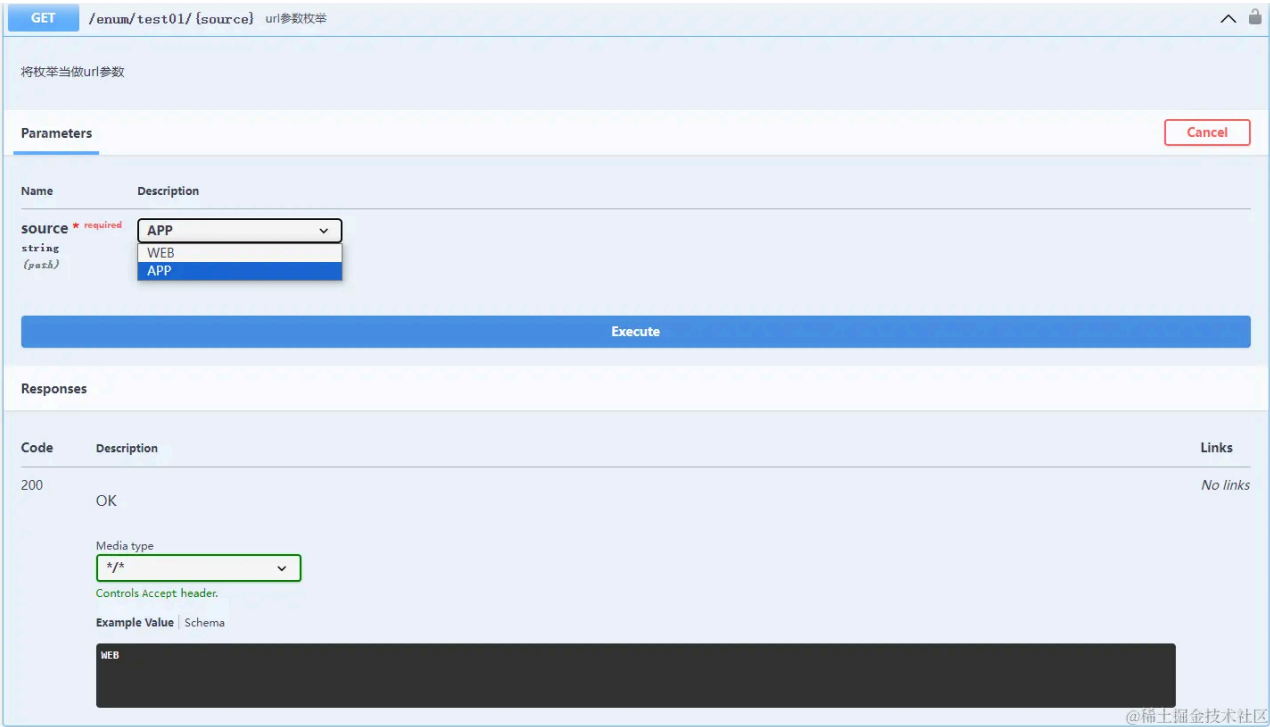 GET /enum/test01/{source} url参数枚举
将枚举当做url参数
Parameters Cancel
Name Description
source * required APP
string WEB
(path) APP
Execute
Responses
Code Description Links
200 OK No links
Media type
*/*
Controls Accept header.
Example Value Schema
WEB
@稀土掘金技术社区